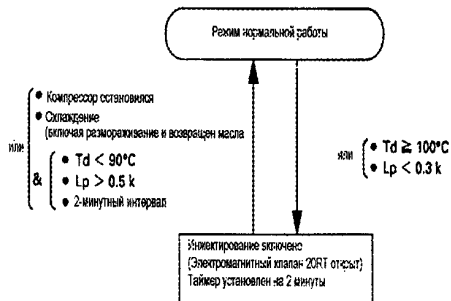 Режим нормальной работы
• Компрессор остановился
• Охлаждение
(включая размораживание и возвращен масла
или
&
• Td < 90°C
• Lp > 0.5 k
• 2-минутный интервал
или
• Td ≧ 100°C
• Lp < 0.3 k
Инжектирование включено
(Электромагнитный клапан 20RT открыт)
Таймер установлен на 2 минуты